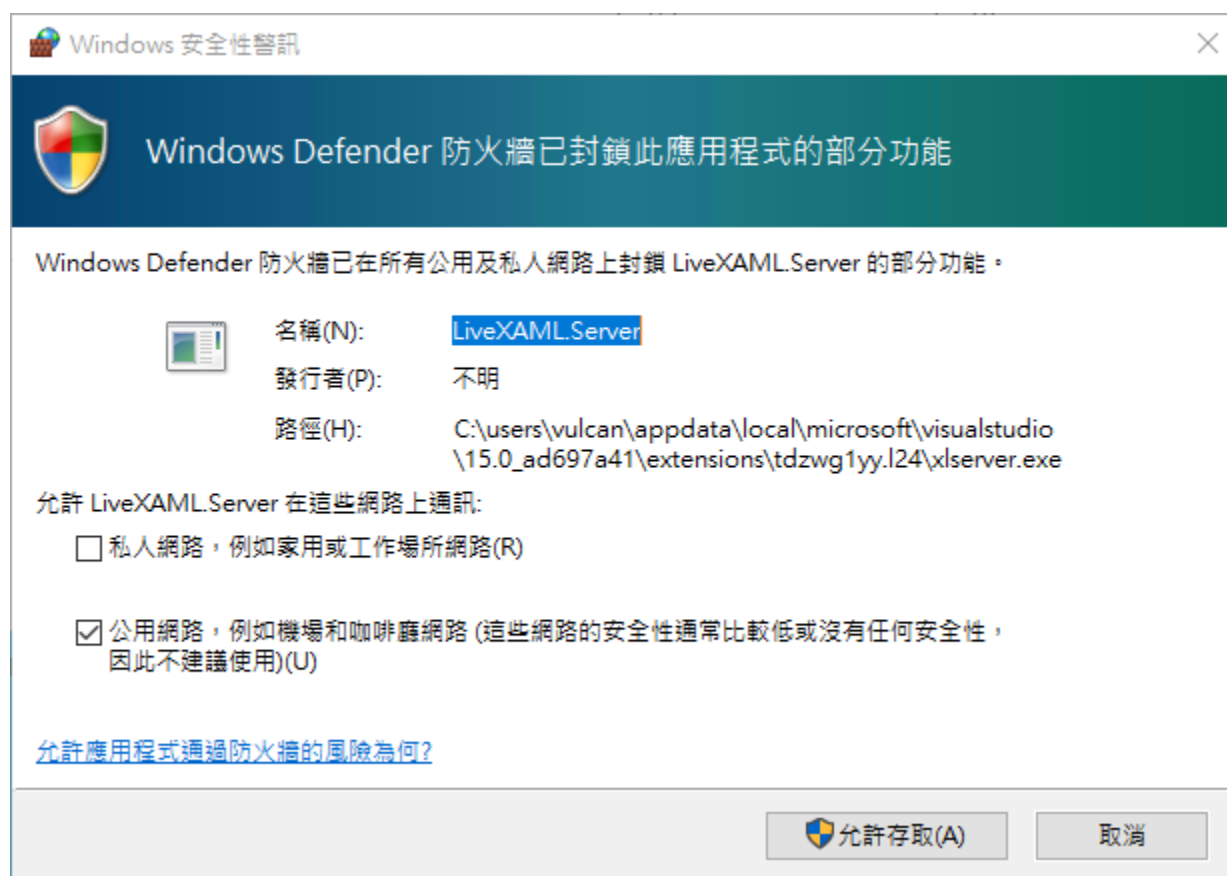 Windows 安全性警訊
Windows Defender 防火牆已封鎖此應用程式的部分功能
Windows Defender 防火牆已在所有公用及私人網路上封鎖 LiveXAML.Server 的部分功能。
名稱(N): LiveXAML.Server
發行者(P): 不明
路徑(H): C:\users\vulcan\appdata\local\microsoft\visualstudio
\15.0_ad697a41\extensions\tdzwg1yy.l24\xlserver.exe
允許 LiveXAML.Server 在這些網路上通訊:
私人網路，例如家用或工作場所網路(R)
公用網路，例如機場和咖啡廳網路 (這些網路的安全性通常比較低或沒有任何安全性，
因此不建議使用)(U)
允許應用程式通過防火牆的風險為何?
允許存取(A)
取消